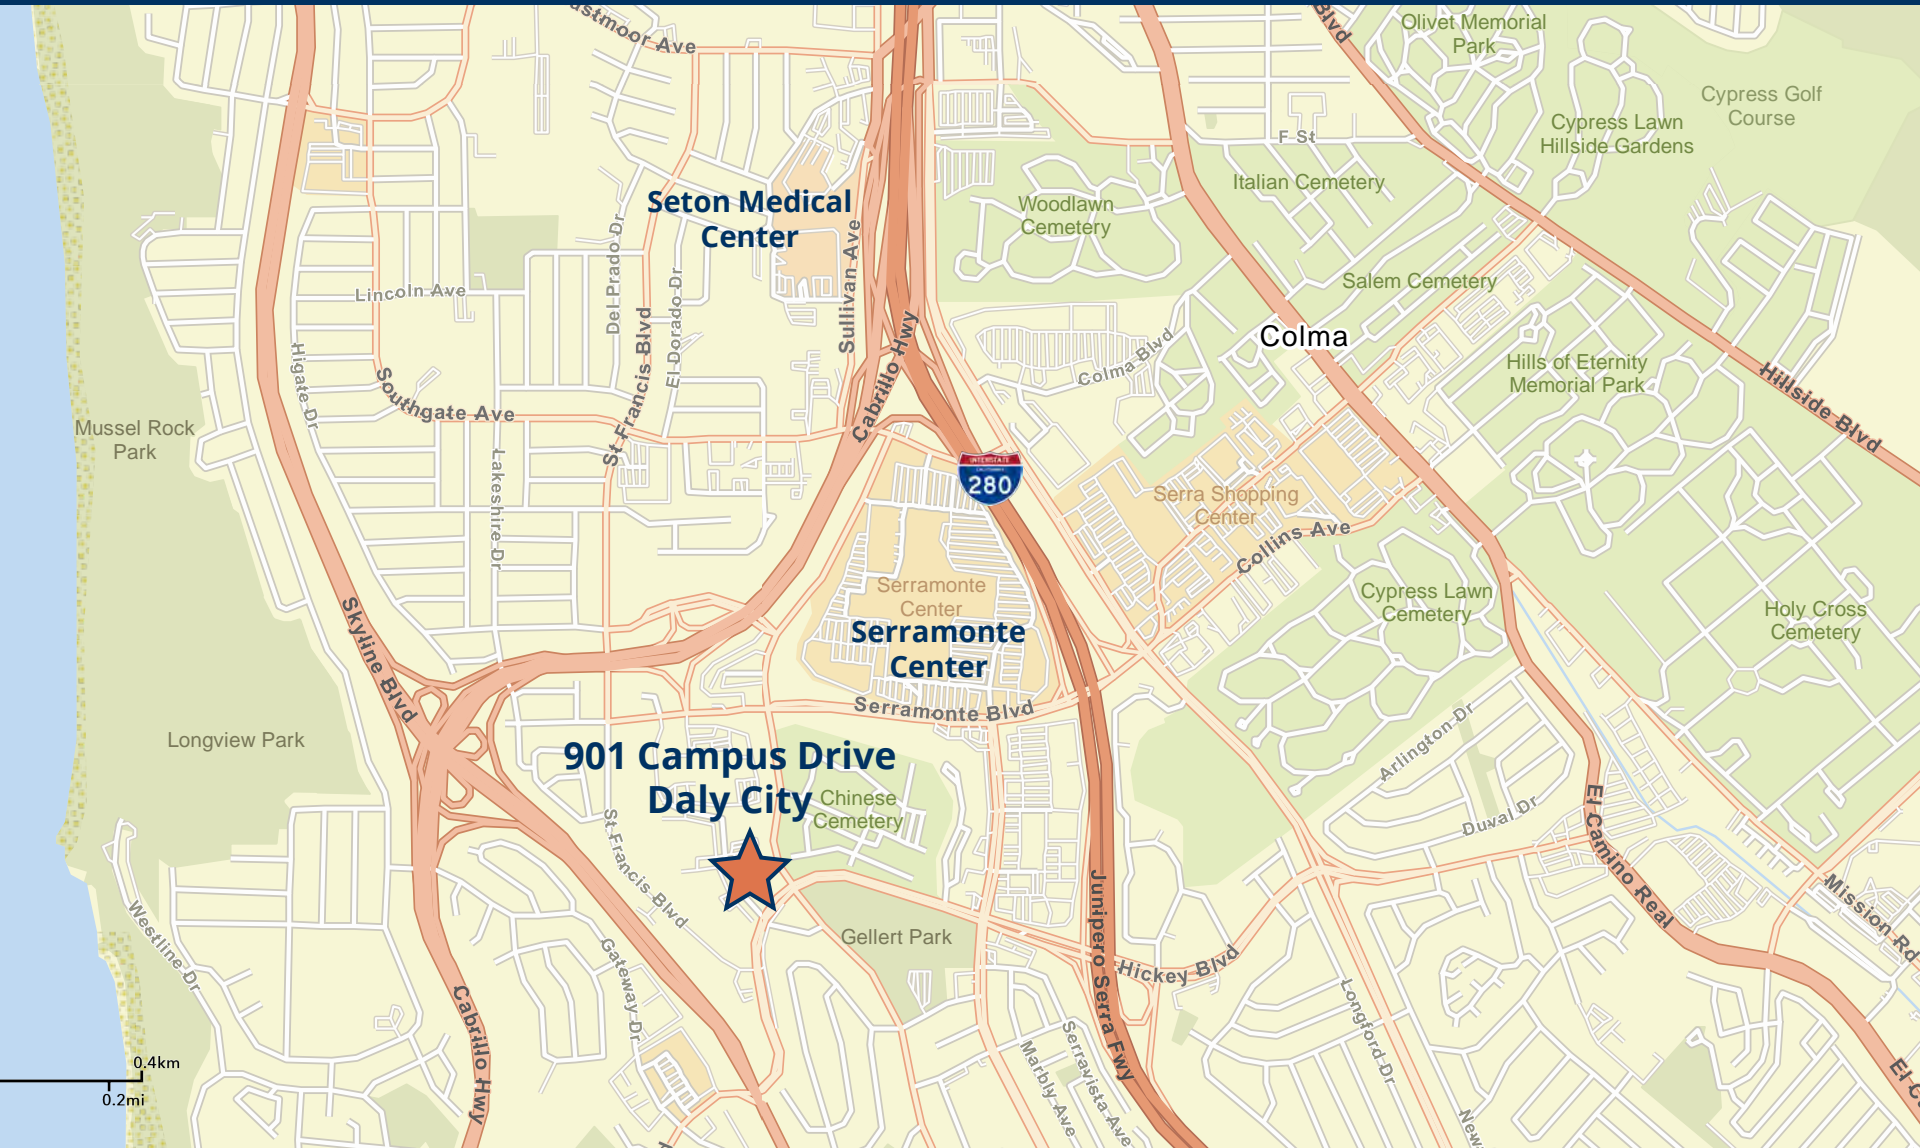 Eastmoor Ave
Blvd
Olivet Memorial
Park
Cypress Golf
Course
Cypress Lawn
Hillside Gardens
F St
Italian Cemetery
Seton Medical
Center
Woodlawn
Cemetery
Del Prado Dr
El Dorado Dr
Sullivan Ave
Salem Cemetery
Lincoln Ave
St Francis Blvd
Cabrillo Hwy
Colma
Colma Blvd
Higate Dr
Hills of Eternity
Memorial Park
Hillside Blvd
Southgate Ave
Mussel Rock
Park
Lakeshire Dr
INTERSTATE
CALIFORNIA
280
Serra Shopping
Center
Collins Ave
Serramonte
Center
Serramonte
Center
Cypress Lawn
Cemetery
Holy Cross
Cemetery
Skyline Blvd
Serramonte Blvd
Longview Park
901 Campus Drive
Daly City
Chinese
Cemetery
Arlington Dr
Duval Dr
St Francis Blvd
El Camino Real
Mission Rd
Westline Dr
Gellert Park
Junipero Serra Fwy
Hickey Blvd
Gateway Dr
Cabrillo Hwy
Longford Dr
Marbly Ave
Serravista Ave
0.4km
0.2mi
El C
New